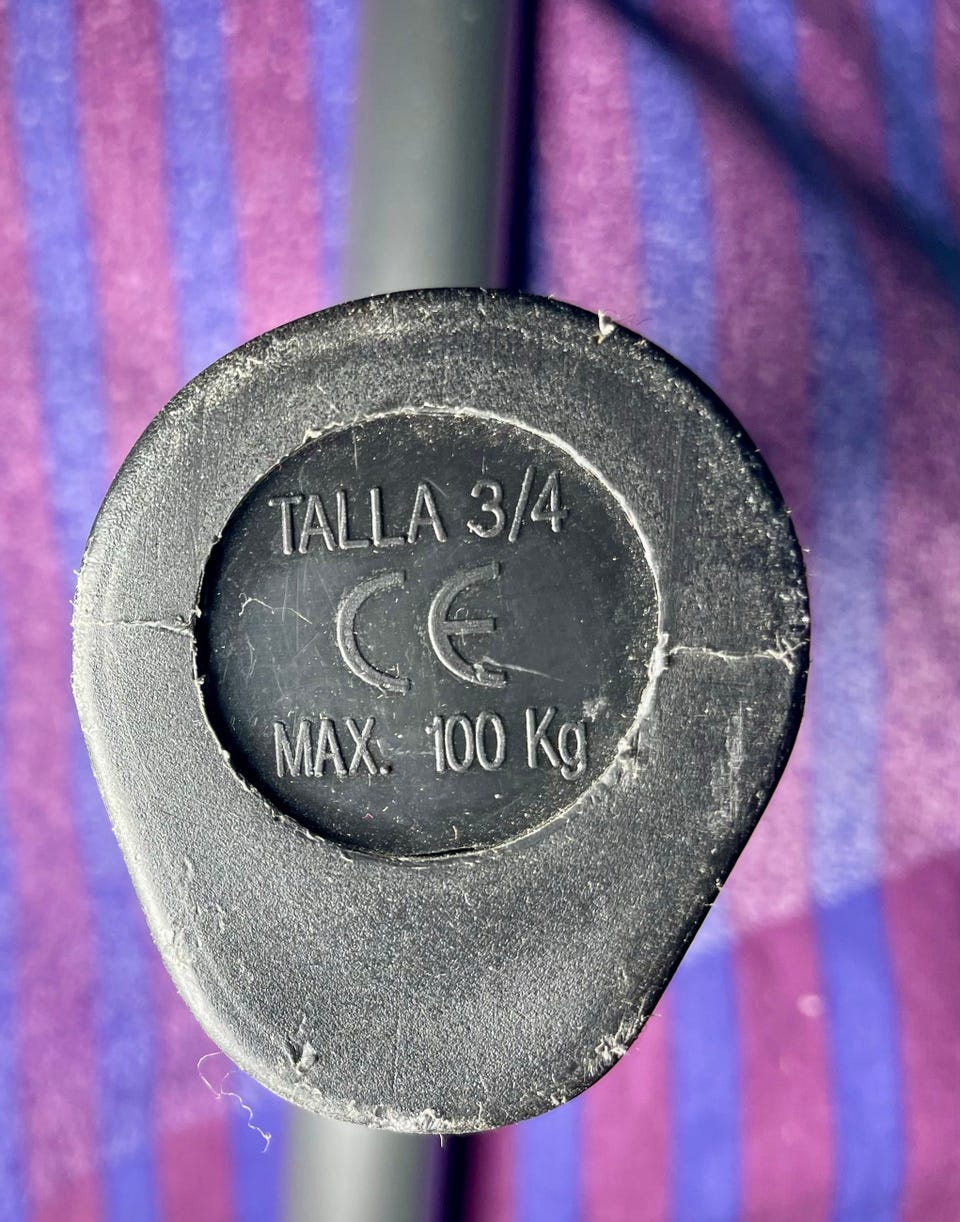 TALLA 3/4
CE
MAX. 100 Kg